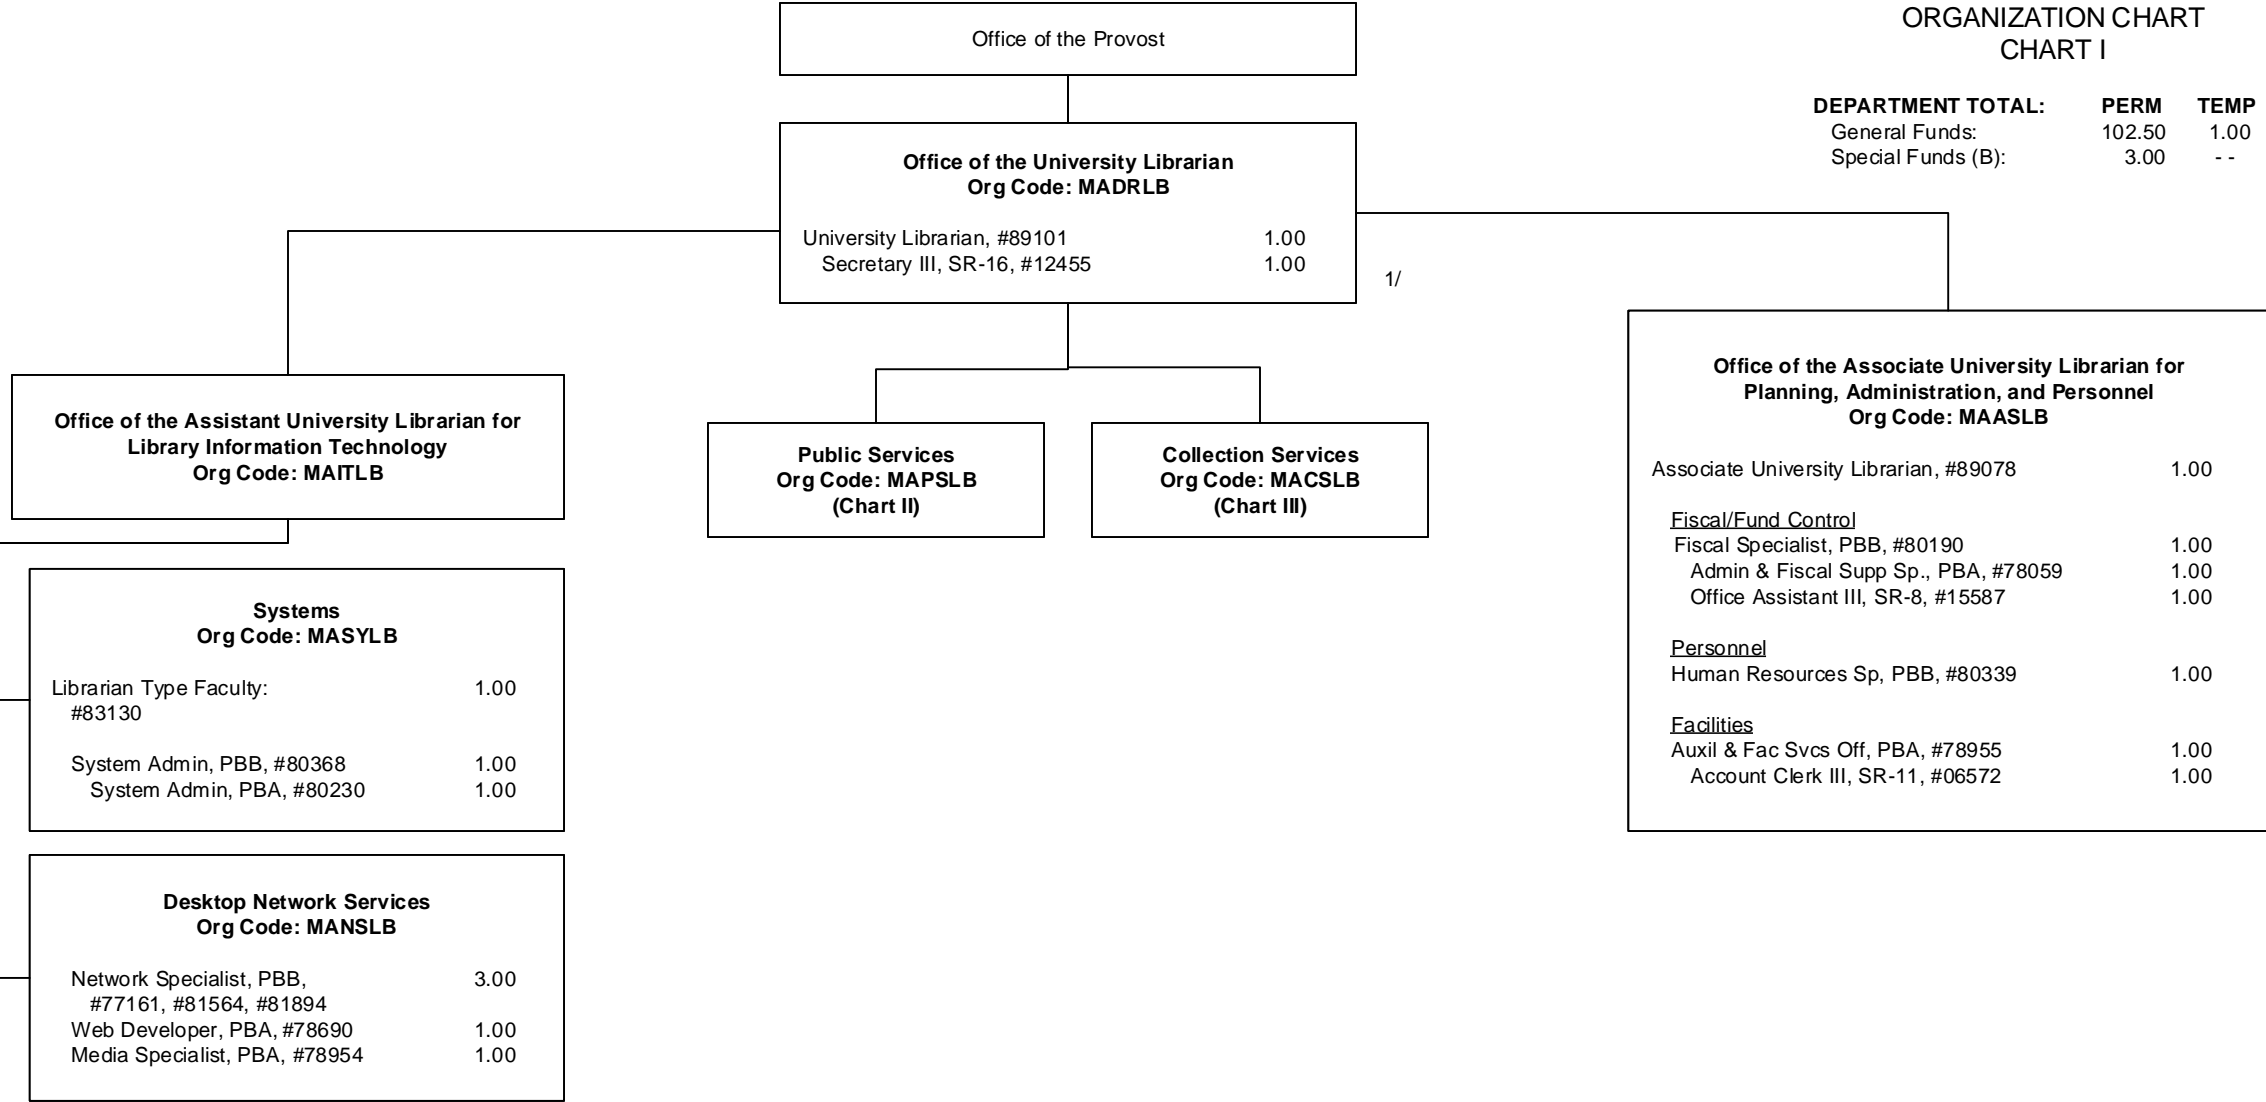 ORGANIZATION CHART
CHART I
DEPARTMENT TOTAL: PERM TEMP
General Funds: 102.50 1.00
Special Funds (B): 3.00 - -
Office of the Provost
Office of the University Librarian
Org Code: MADRLB
University Librarian, #89101 1.00
Secretary III, SR-16, #12455 1.00
1/
Office of the Assistant University Librarian for
Library Information Technology
Org Code: MAITLB
Systems
Org Code: MASYLB
Librarian Type Faculty: 1.00
#83130
System Admin, PBB, #80368 1.00
System Admin, PBA, #80230 1.00
Desktop Network Services
Org Code: MANSLB
Network Specialist, PBB, 3.00
#77161, #81564, #81894
Web Developer, PBA, #78690 1.00
Media Specialist, PBA, #78954 1.00
Public Services
Org Code: MAPSLB
(Chart II)
Collection Services
Org Code: MACSLB
(Chart III)
Office of the Associate University Librarian for
Planning, Administration, and Personnel
Org Code: MAASLB
Associate University Librarian, #89078 1.00
Fiscal/Fund Control
Fiscal Specialist, PBB, #80190 1.00
Admin & Fiscal Supp Sp., PBA, #78059 1.00
Office Assistant III, SR-8, #15587 1.00
Personnel
Human Resources Sp, PBB, #80339 1.00
Facilities
Auxil & Fac Svcs Off, PBA, #78955 1.00
Account Clerk III, SR-11, #06572 1.00